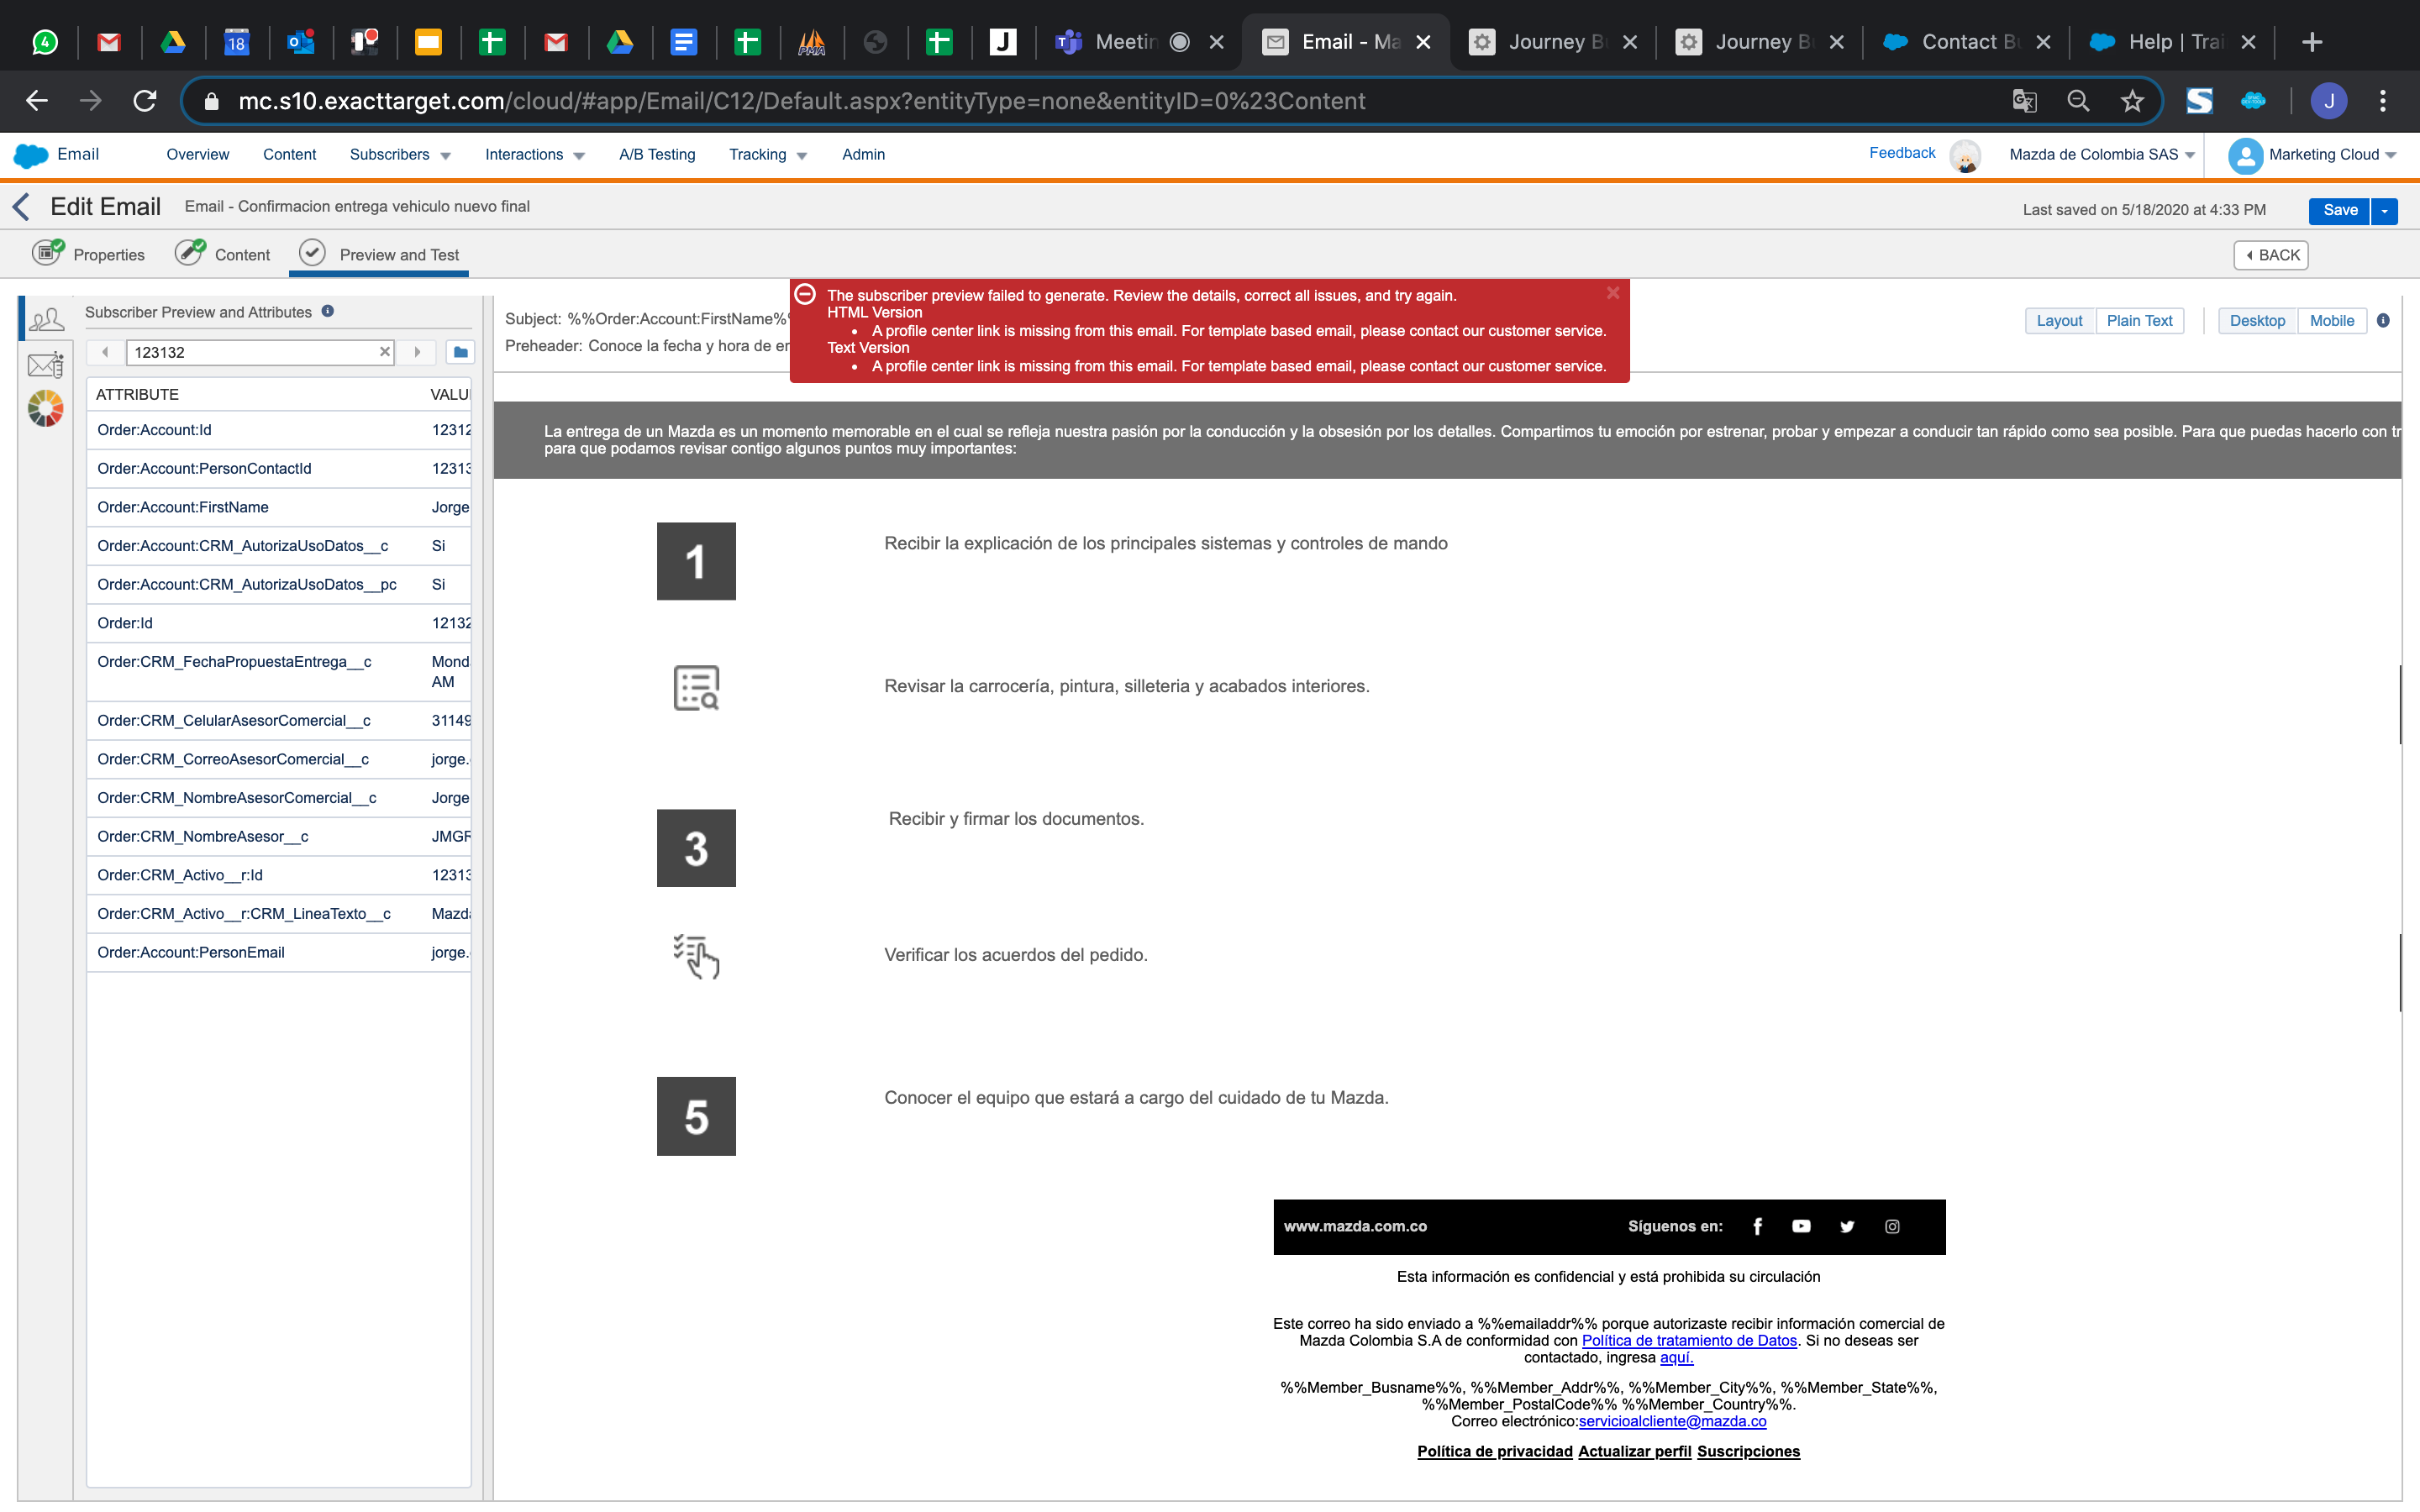 4
18
Meetin
Email - Ma
Journey B
Journey B
Contact Bu
Help | Trai
mc.s10.exacttarget.com/cloud/#app/Email/C12/Default.aspx?entityType=none&entityID=0%23Content
J
Email
Overview
Content
Subscribers
Interactions
A/B Testing
Tracking
Admin
Feedback
Mazda de Colombia SAS
Marketing Cloud
Edit Email
Email - Confirmacion entrega vehiculo nuevo final
Last saved on 5/18/2020 at 4:33 PM
Save
Properties
Content
Preview and Test
BACK
Subscriber Preview and Attributes
123132
ATTRIBUTE VALU
Order:Account:Id 12312
Order:Account:PersonContactId 12313
Order:Account:FirstName Jorge
Order:Account:CRM_AutorizaUsoDatos__c Si
Order:Account:CRM_AutorizaUsoDatos__pc Si
Order:Id 12132
Order:CRM_FechaPropuestaEntrega__c Mond
AM
Order:CRM_CelularAsesorComercial__c 31149
Order:CRM_CorreoAsesorComercial__c jorge.
Order:CRM_NombreAsesorComercial__c Jorge
Order:CRM_NombreAsesor__c JMGR
Order:CRM_Activo__r:Id 12313
Order:CRM_Activo__r:CRM_LineaTexto__c Mazda
Order:Account:PersonEmail jorge.
Subject: %%Order:Account:FirstName%%
Preheader: Conoce la fecha y hora de en
The subscriber preview failed to generate. Review the details, correct all issues, and try again.
HTML Version
• A profile center link is missing from this email. For template based email, please contact our customer service.
Text Version
• A profile center link is missing from this email. For template based email, please contact our customer service.
Layout
Plain Text
Desktop
Mobile
La entrega de un Mazda es un momento memorable en el cual se refleja nuestra pasión por la conducción y la obsesión por los detalles. Compartimos tu emoción por estrenar, probar y empezar a conducir tan rápido como sea posible. Para que puedas hacerlo con tr
para que podamos revisar contigo algunos puntos muy importantes:
1
Recibir la explicación de los principales sistemas y controles de mando
Revisar la carrocería, pintura, silleteria y acabados interiores.
3
Recibir y firmar los documentos.
Verificar los acuerdos del pedido.
5
Conocer el equipo que estará a cargo del cuidado de tu Mazda.
www.mazda.com.co
Síguenos en:
Esta información es confidencial y está prohibida su circulación
Este correo ha sido enviado a %%emailaddr%% porque autorizaste recibir información comercial de
Mazda Colombia S.A de conformidad con Política de tratamiento de Datos. Si no deseas ser
contactado, ingresa aquí.
%%Member_Busname%%, %%Member_Addr%%, %%Member_City%%, %%Member_State%%,
%%Member_PostalCode%% %%Member_Country%%.
Correo electrónico:servicioalcliente@mazda.co
Política de privacidad Actualizar perfil Suscripciones